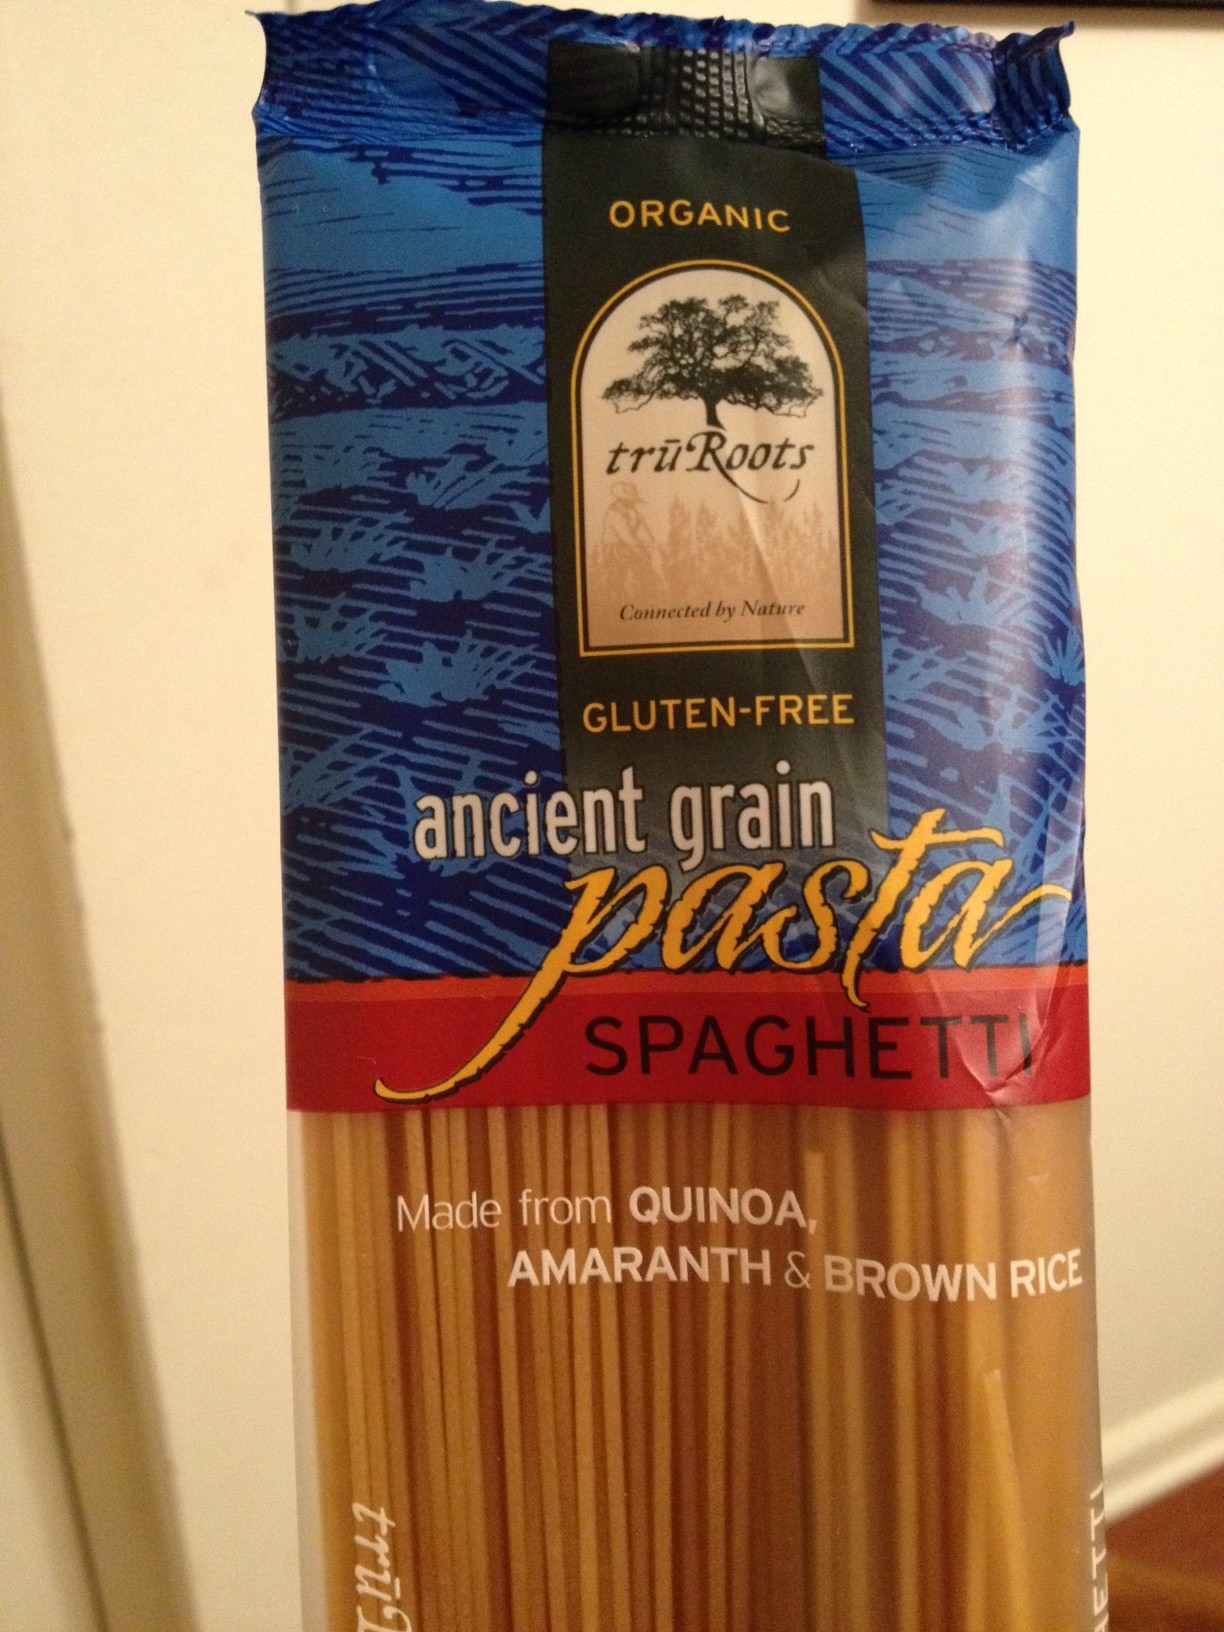 ORGANIC
trūRoots
Connected by Nature
GLUTEN-FREE
ancient grain
pasta
SPAGHETTI
Made from QUINOA,
AMARANTH & BROWN RICE